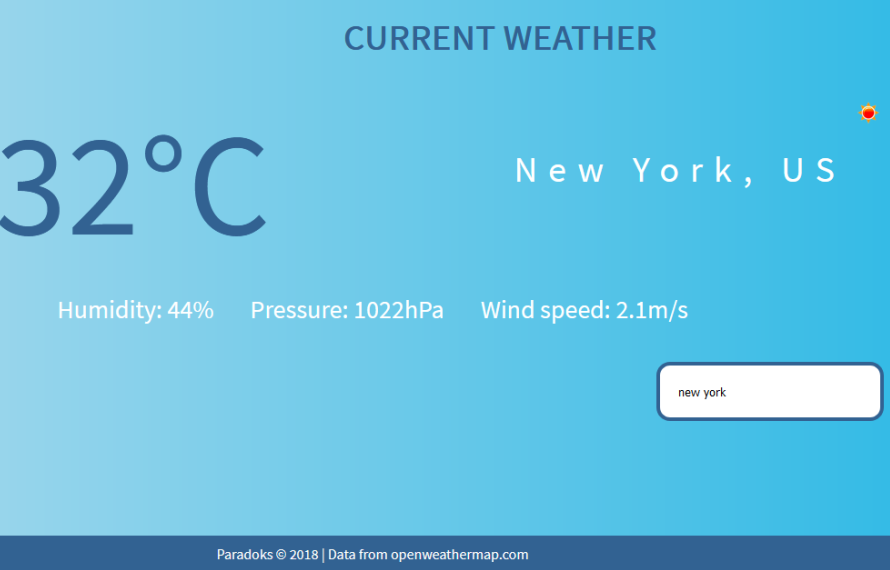 CURRENT WEATHER
32°C
New York, US
Humidity: 44% Pressure: 1022hPa Wind speed: 2.1m/s
new york
Paradoks © 2018 | Data from openweathermap.com